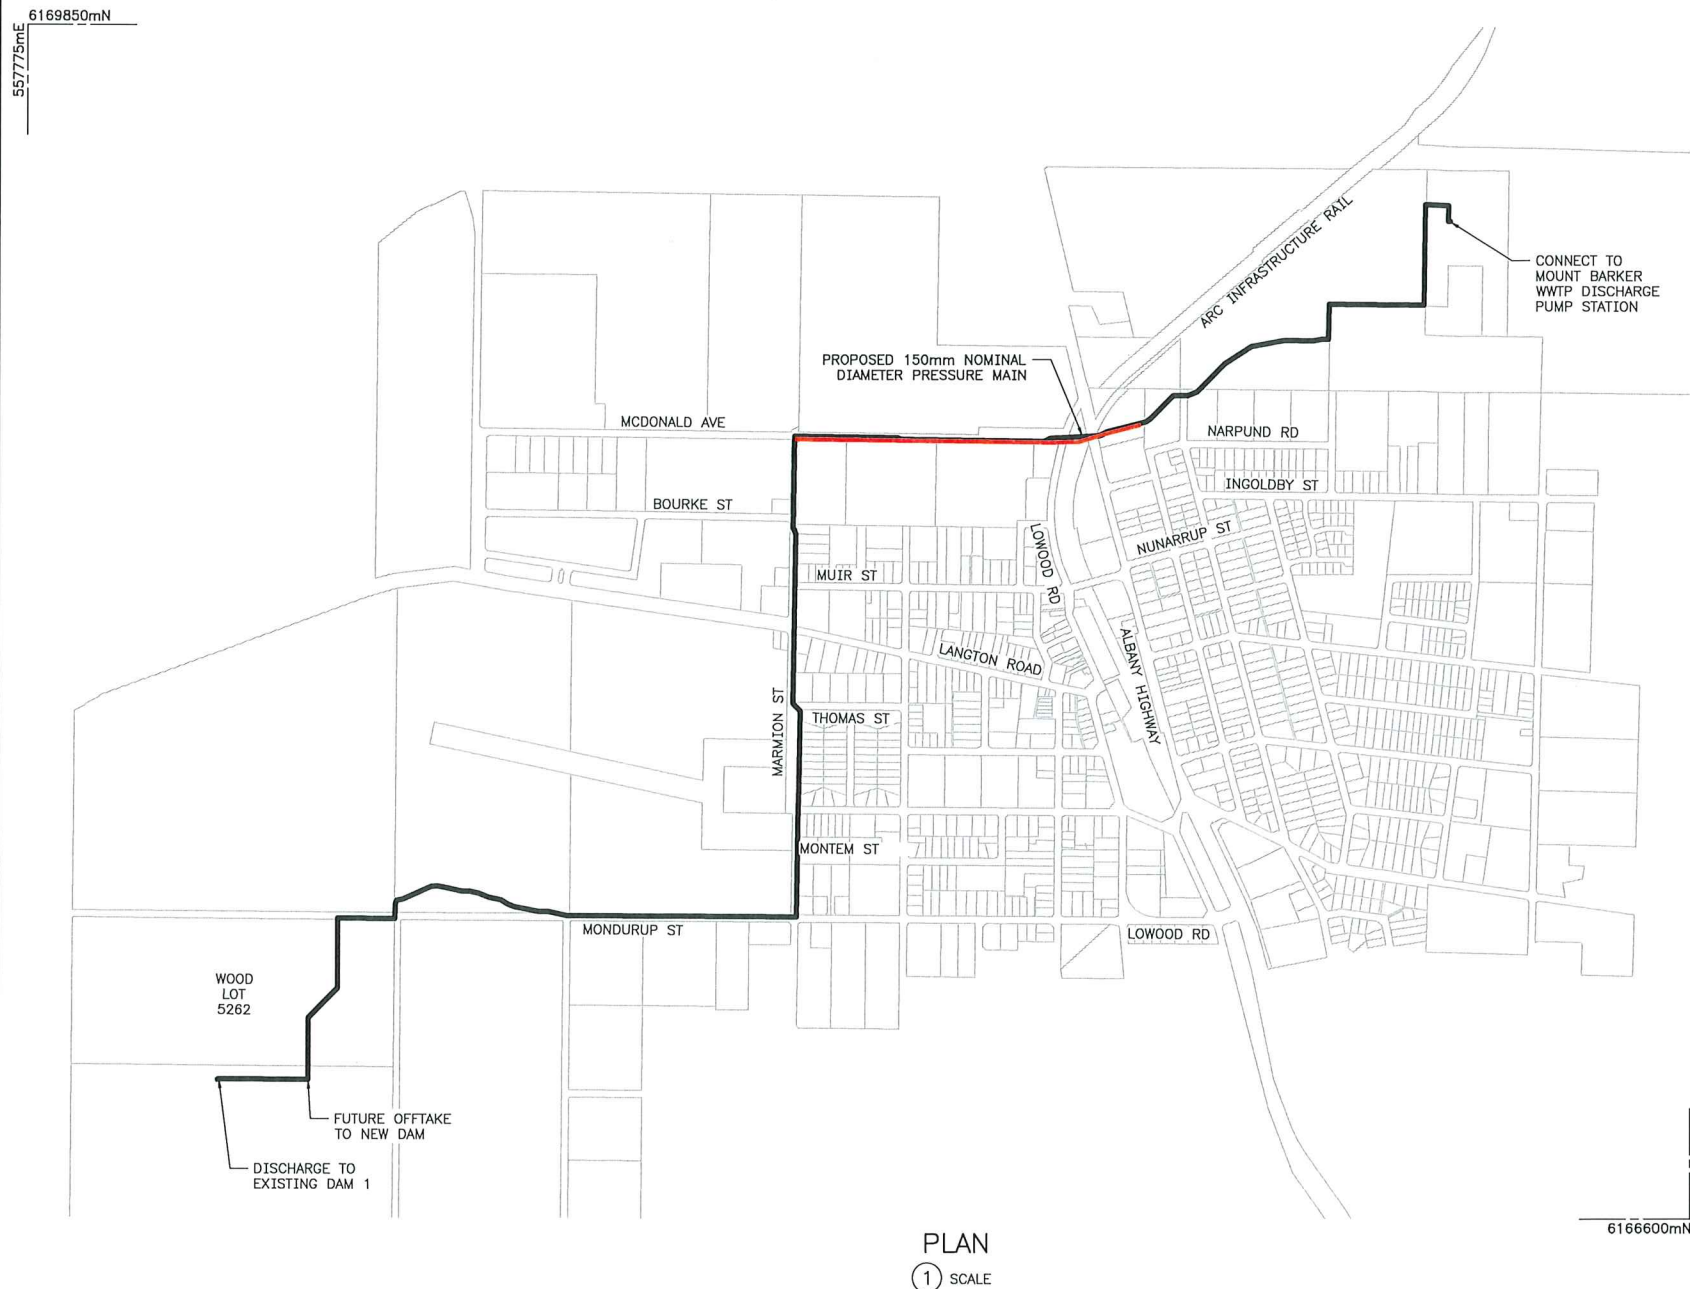 6169850mN
557775mE
ARC INFRASTRUCTURE RAIL
CONNECT TO
MOUNT BARKER
WWTP DISCHARGE
PUMP STATION
PROPOSED 150mm NOMINAL
DIAMETER PRESSURE MAIN
MCDONALD AVE
NARPUND RD
BOURKE ST
INGOLDBY ST
LOWOOD RD
NUNARRUP ST
MUIR ST
LANGTON ROAD
ALBANY HIGHWAY
MARMION ST
THOMAS ST
MONTEM ST
MONDURUP ST
LOWOOD RD
WOOD
LOT
5262
FUTURE OFFTAKE
TO NEW DAM
DISCHARGE TO
EXISTING DAM 1
6166600mN
PLAN
1 SCALE